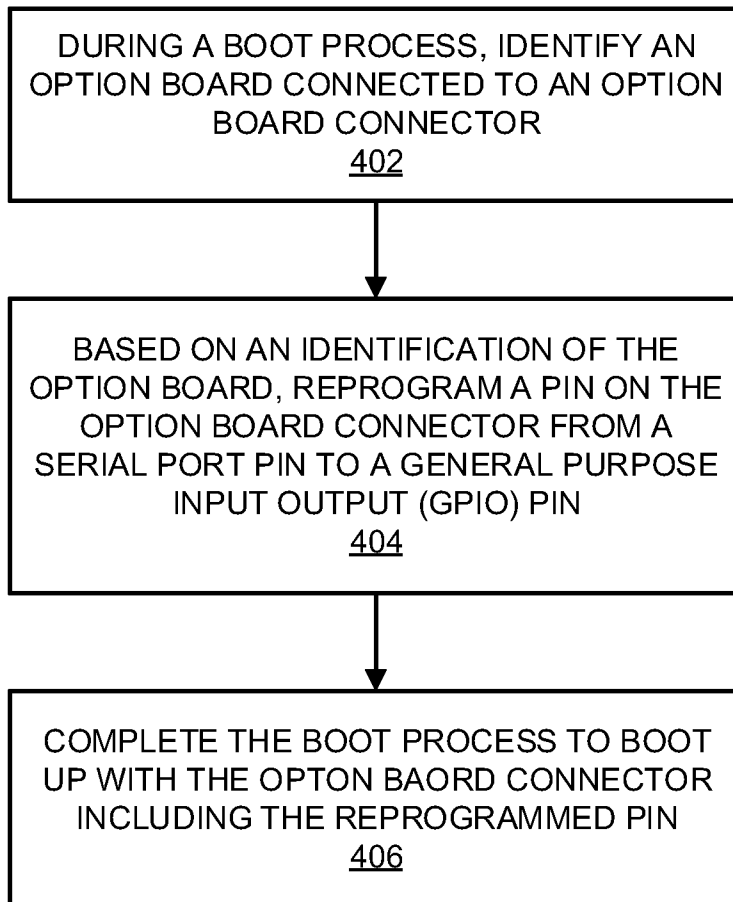 DURING A BOOT PROCESS, IDENTIFY AN
OPTION BOARD CONNECTED TO AN OPTION
BOARD CONNECTOR
402
BASED ON AN IDENTIFICATION OF THE
OPTION BOARD, REPROGRAM A PIN ON THE
OPTION BOARD CONNECTOR FROM A
SERIAL PORT PIN TO A GENERAL PURPOSE
INPUT OUTPUT (GPIO) PIN
404
COMPLETE THE BOOT PROCESS TO BOOT
UP WITH THE OPTON BAORD CONNECTOR
INCLUDING THE REPROGRAMMED PIN
406